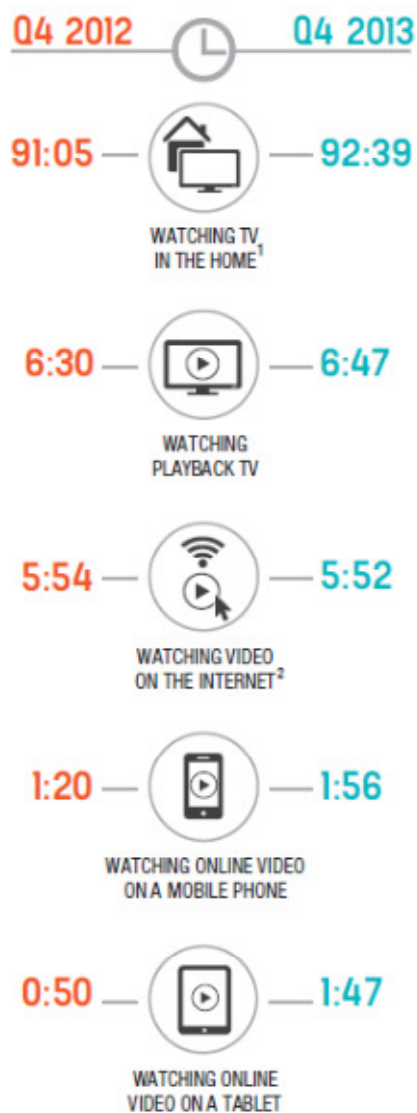 Q4 2012 Q4 2013
91:05 92:39
WATCHING TV
IN THE HOME¹
6:30 6:47
WATCHING
PLAYBACK TV
5:54 5:52
WATCHING VIDEO
ON THE INTERNET²
1:20 1:56
WATCHING ONLINE VIDEO
ON A MOBILE PHONE
0:50 1:47
WATCHING ONLINE
VIDEO ON A TABLET